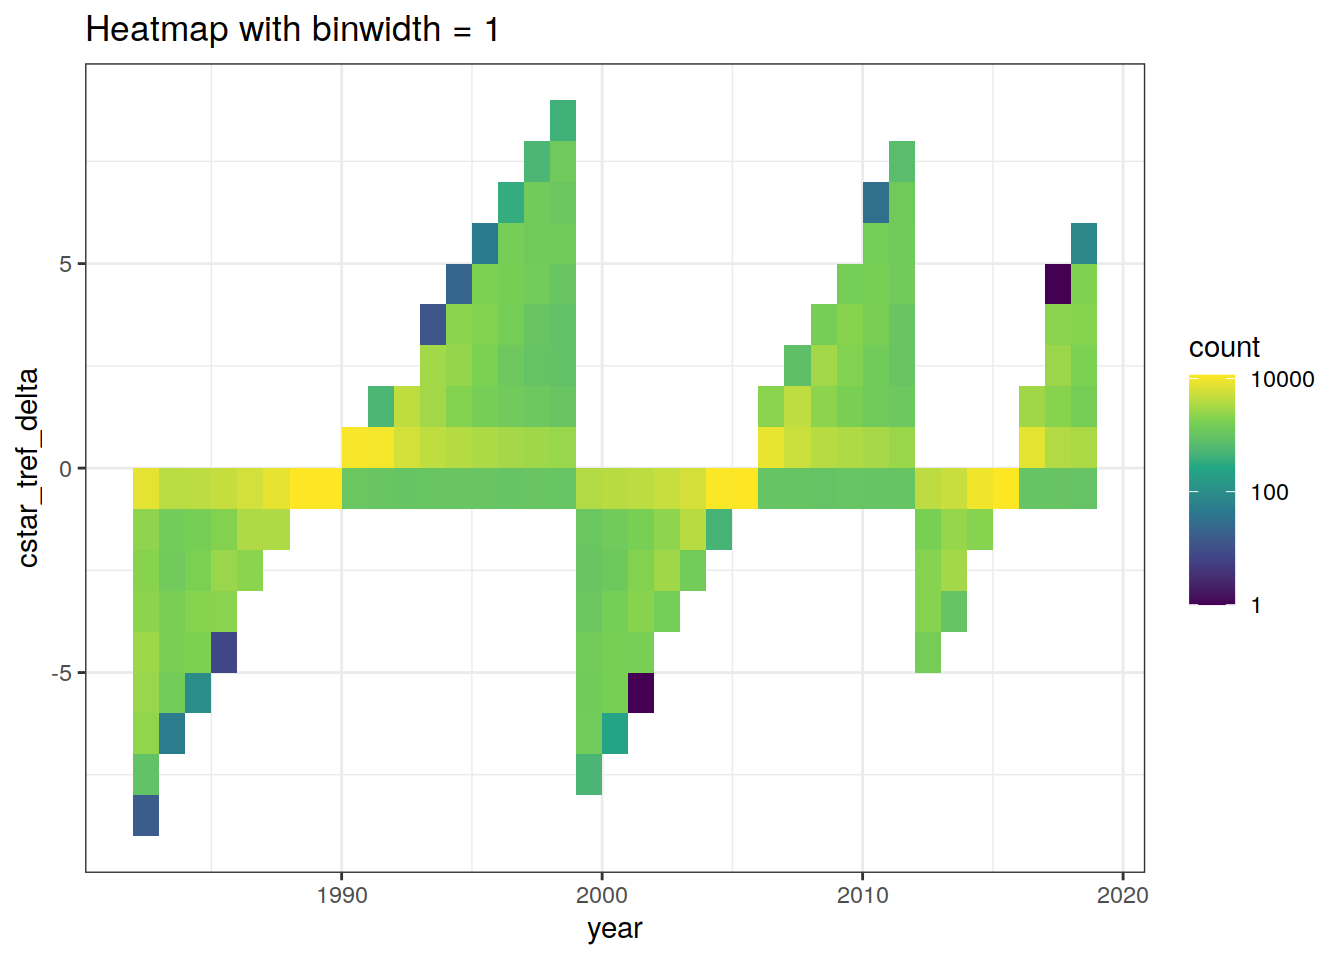 Heatmap with binwidth = 1
cstar_tref_delta
5
0
-5
1990
2000
2010
2020
year
count
10000
100
1